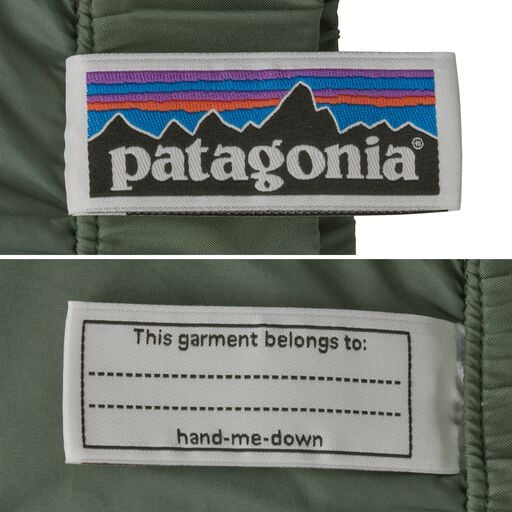 patagonia®
This garment belongs to:
hand-me-down